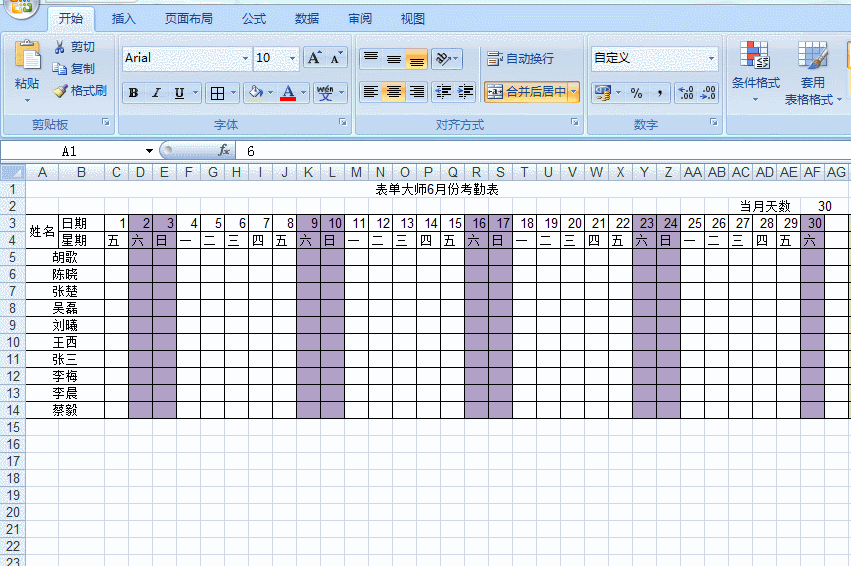 开始 插入 页面布局 公式 数据 审阅 视图
剪切
复制
格式刷
粘贴
Arial 10 A A
B I U A wén 变
自动换行
合并后居中
自定义
% , .0 .00 .00 .0
条件格式 套用
表格格式
剪贴板 字体 对齐方式 数字
A1 fx 6
A B C D E F G H I J K L M N O P Q R S T U V W X Y Z AA AB AC AD AE AF AG
1 表单大师6月份考勤表
2 当月天数 30
3 姓名 日期 1 2 3 4 5 6 7 8 9 10 11 12 13 14 15 16 17 18 19 20 21 22 23 24 25 26 27 28 29 30
4 星期 五 六 日 一 二 三 四 五 六 日 一 二 三 四 五 六 日 一 二 三 四 五 六 日 一 二 三 四 五 六
5 胡歌
6 陈晓
7 张楚
8 吴磊
9 刘曦
10 王西
11 张三
12 李梅
13 李晨
14 蔡毅
15
16
17
18
19
20
21
22
23